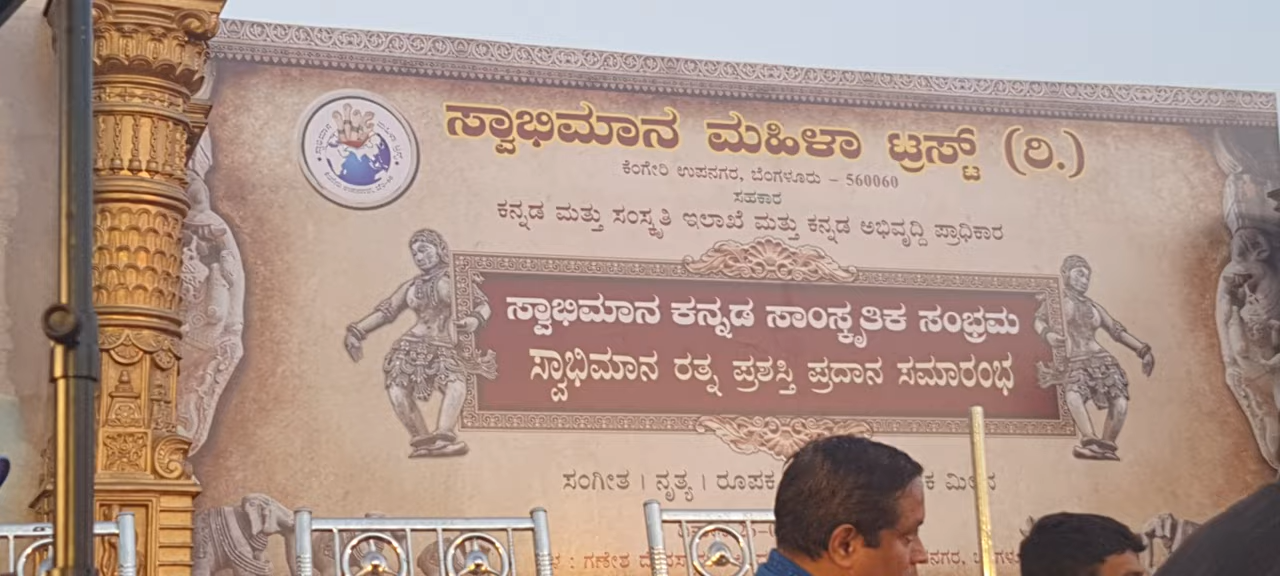 ಸ್ವಾಭಿಮಾನ ಮಹಿಳಾ ಟ್ರಸ್ಟ್ (ರಿ.)
ಕೆಂಗೇರಿ ಉಪನಗರ, ಬೆಂಗಳೂರು – 560060
ಸಹಕಾರ
ಕನ್ನಡ ಮತ್ತು ಸಂಸ್ಕೃತಿ ಇಲಾಖೆ ಮತ್ತು ಕನ್ನಡ ಅಭಿವೃದ್ಧಿ ಪ್ರಾಧಿಕಾರ
ಸ್ವಾಭಿಮಾನ ಕನ್ನಡ ಸಾಂಸ್ಕೃತಿಕ ಸಂಭ್ರಮ
ಸ್ವಾಭಿಮಾನ ರತ್ನ ಪ್ರಶಸ್ತಿ ಪ್ರದಾನ ಸಮಾರಂಭ
ಸಂಗೀತ । ನೃತ್ಯ । ರೂಪಕ
ಗಣೇಶ